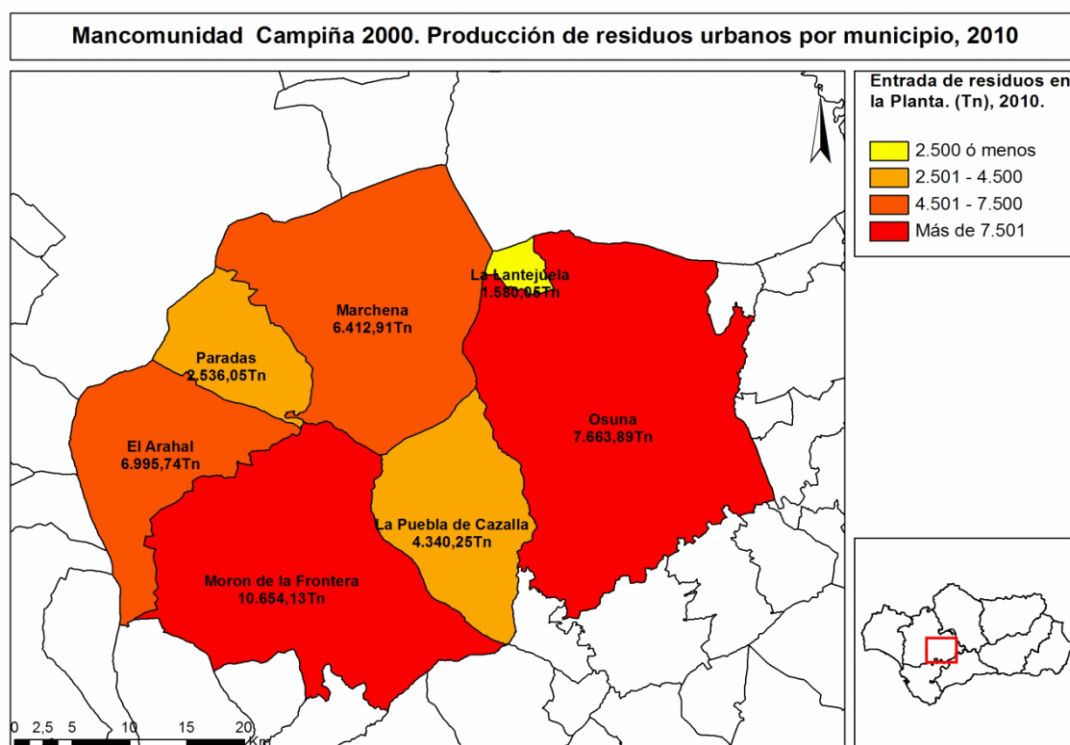 Mancomunidad Campiña 2000. Producción de residuos urbanos por municipio, 2010
Entrada de residuos en
la Planta. (Tn), 2010.
2.500 ó menos
2.501 - 4.500
4.501 - 7.500
Más de 7.501
La Lantejuela
1.580,05Tn
Marchena
6.412,91Tn
Paradas
2.536,05Tn
Osuna
7.663,89Tn
El Arahal
6.995,74Tn
La Puebla de Cazalla
4.340,25Tn
Moron de la Frontera
10.654,13Tn
0 2,5 5 10 15 20
Km